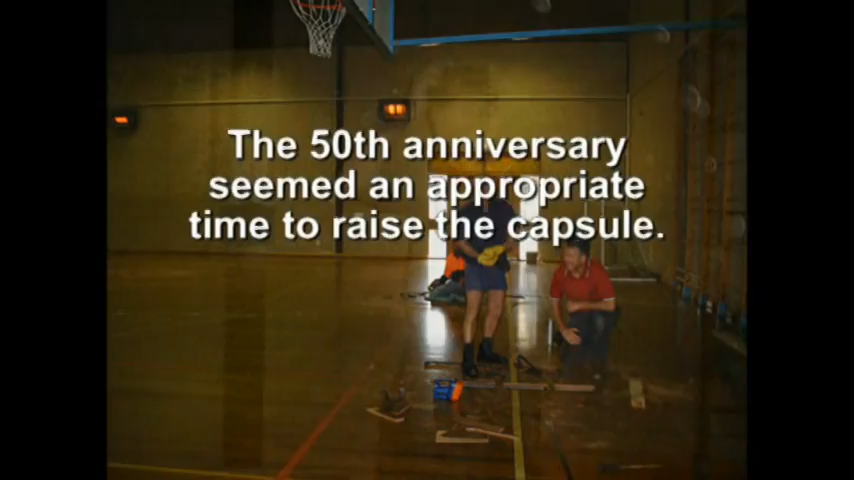 The 50th anniversary
seemed an appropriate
time to raise the capsule.